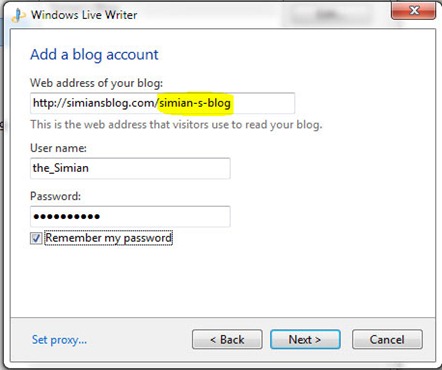 Windows Live Writer
Add a blog account
Web address of your blog:
http://simiansblog.com/simian-s-blog
This is the web address that visitors use to read your blog.
User name:
the_Simian
Password:
●●●●●●●●●●
Remember my password
Set proxy...
< Back
Next >
Cancel